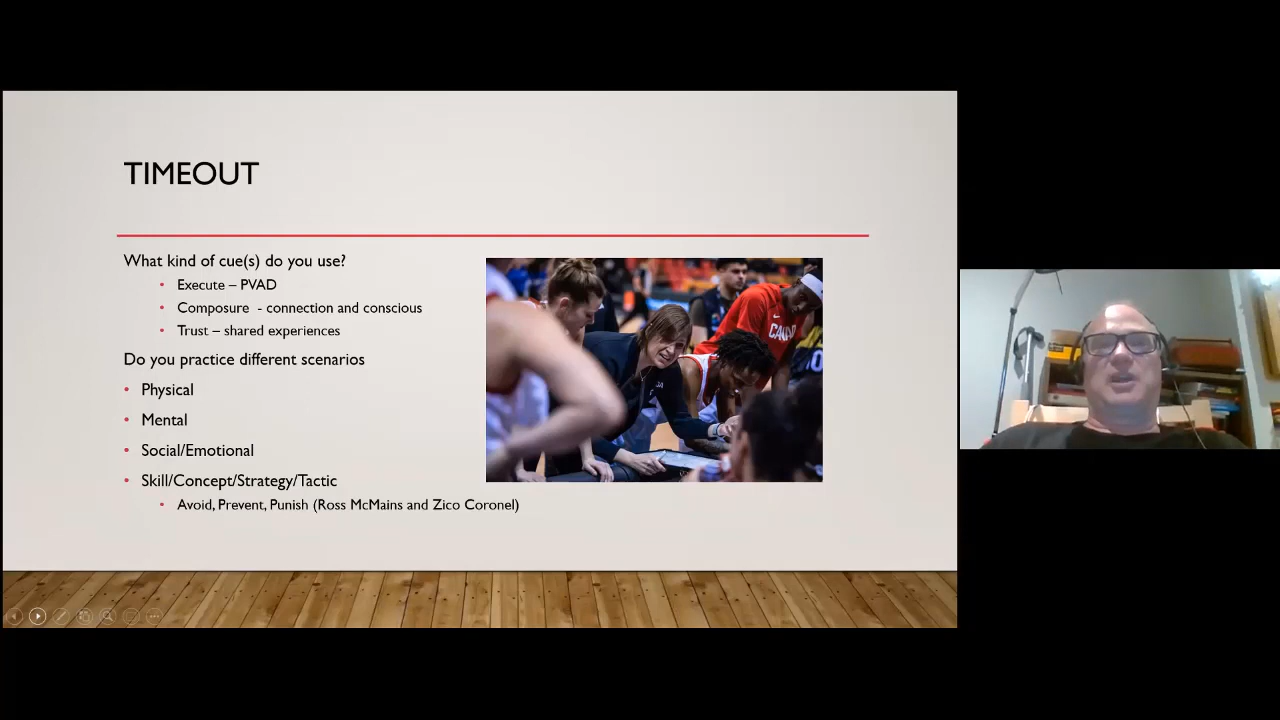 TIMEOUT
What kind of cue(s) do you use?
• Execute – PVAD
• Composure - connection and conscious
• Trust – shared experiences
Do you practice different scenarios
• Physical
• Mental
• Social/Emotional
• Skill/Concept/Strategy/Tactic
• Avoid, Prevent, Punish (Ross McMains and Zico Coronel)
CANADA